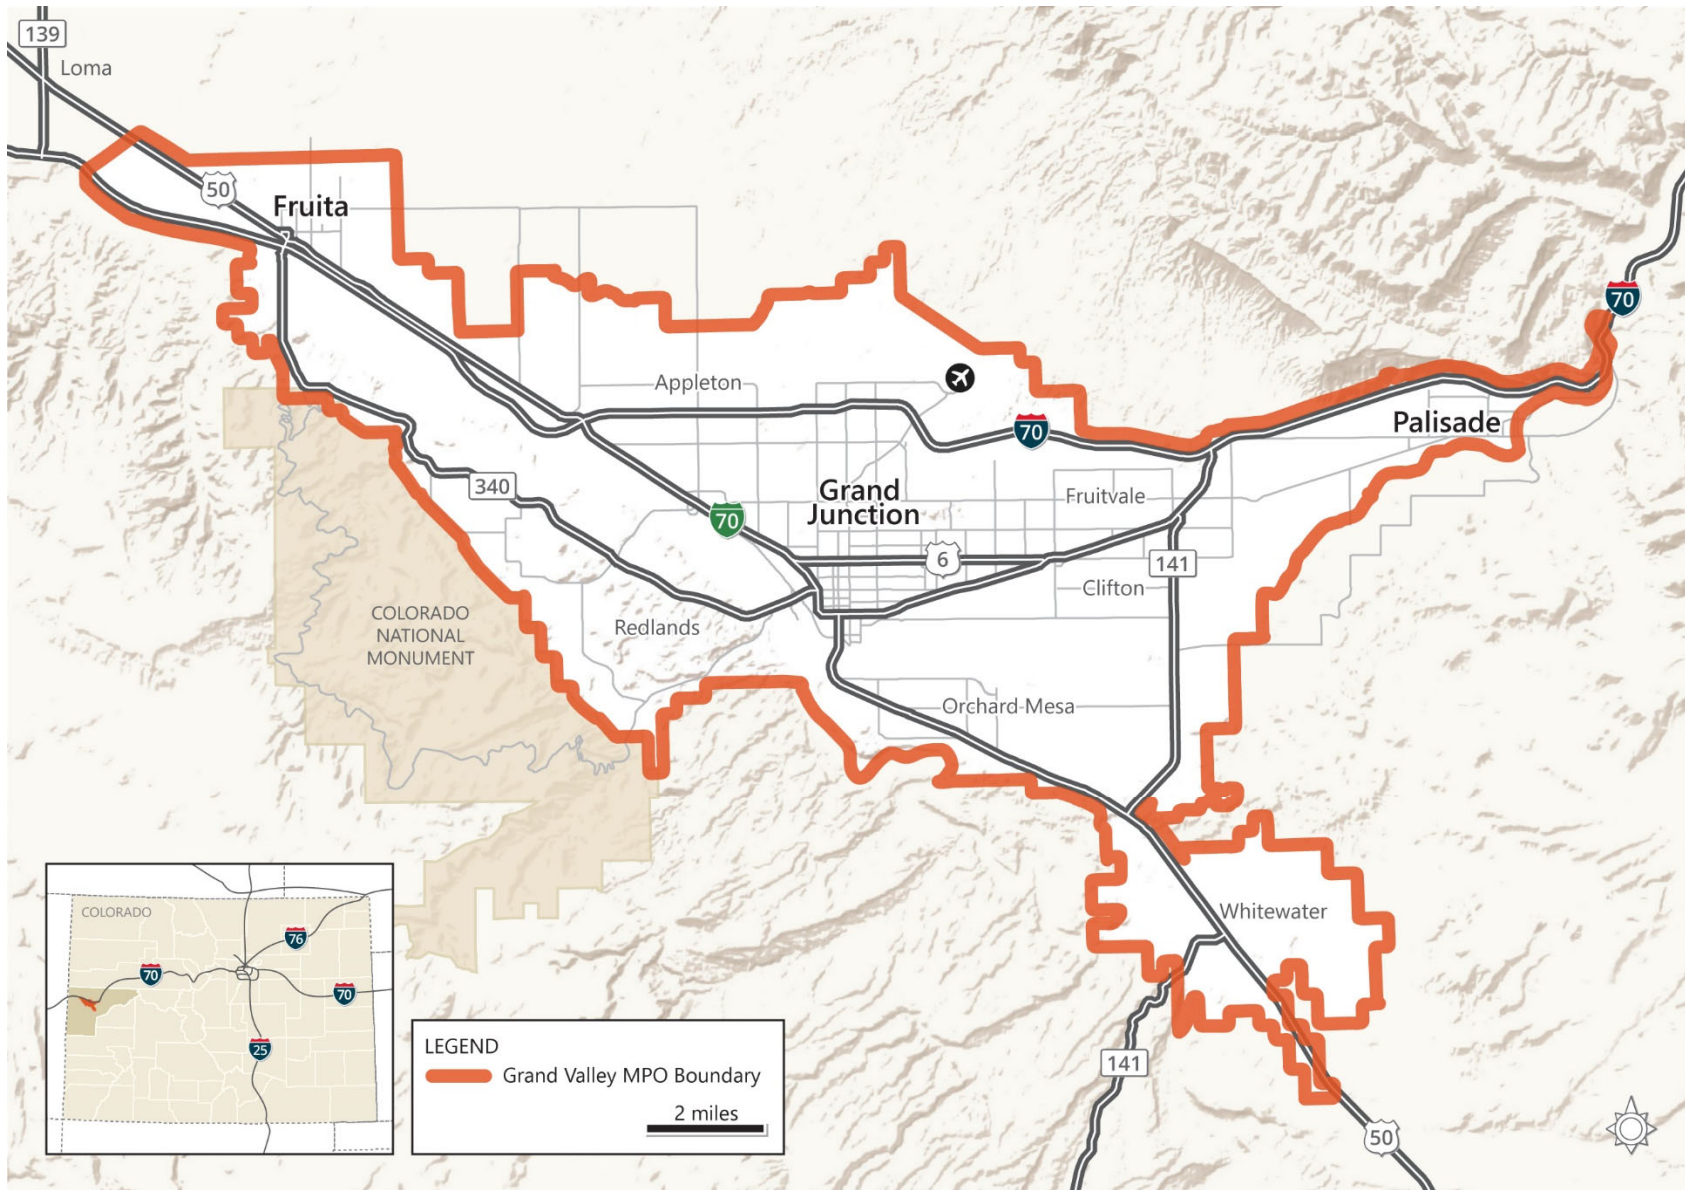 139
Loma
50
Fruita
70
Appleton
70
Palisade
340
Grand
Junction
Fruitvale
70
6
141
Clifton
COLORADO
NATIONAL
MONUMENT
Redlands
Orchard Mesa
Whitewater
COLORADO
76
70
70
25
LEGEND
Grand Valley MPO Boundary
2 miles
141
50